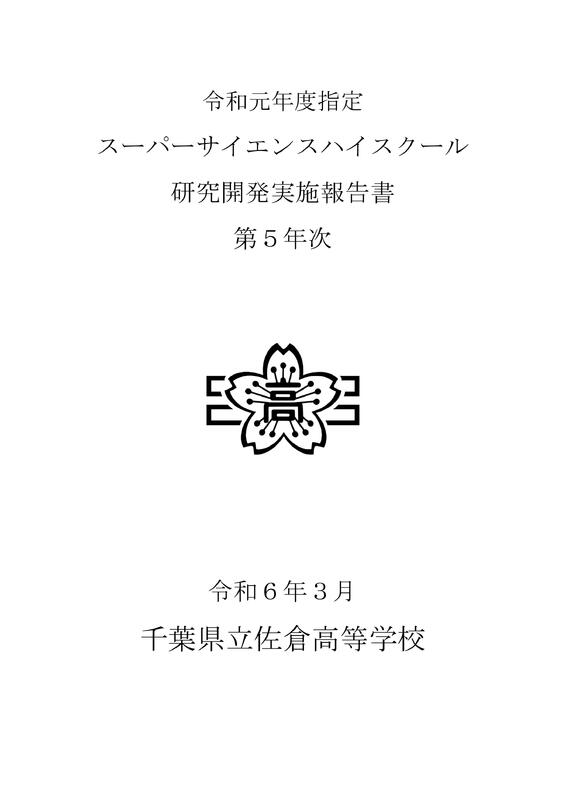 令和元年度指定
スーパーサイエンスハイスクール
研究開発実施報告書
第５年次
高
令和６年３月
千葉県立佐倉高等学校